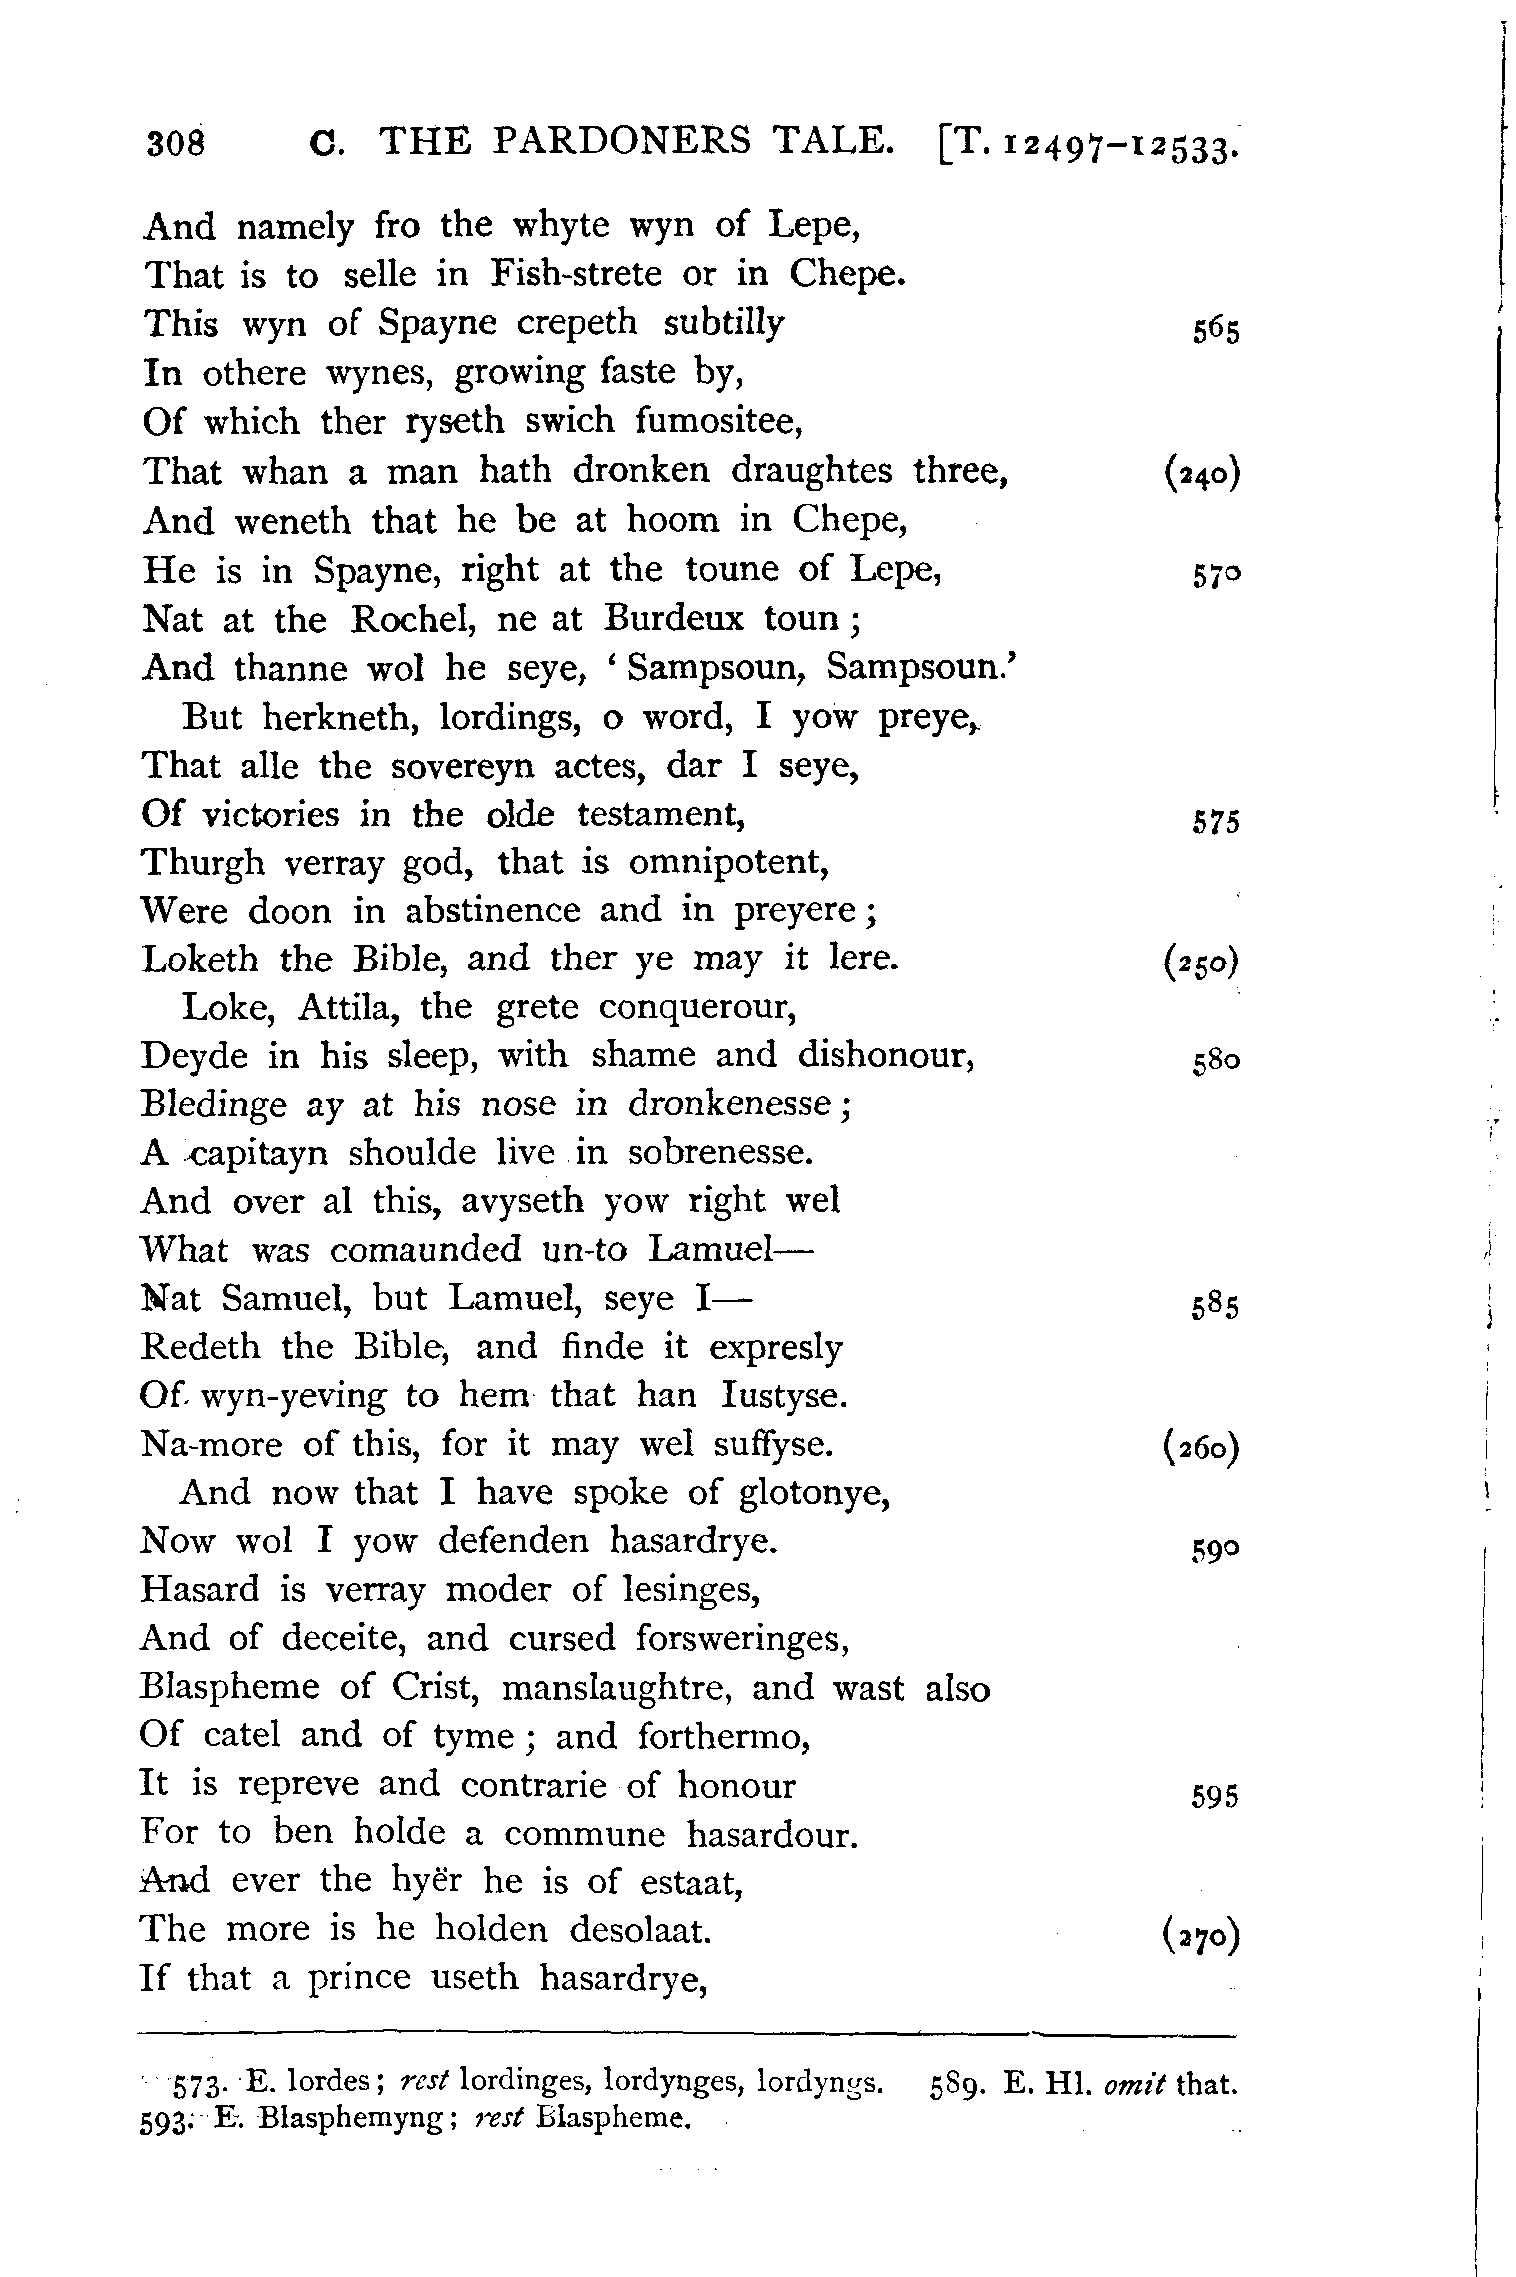 308 C. THE PARDONERS TALE. [T. 12497–12533.
And namely fro the whyte wyn of Lepe,
That is to selle in Fish-strete or in Chepe.
This wyn of Spayne crepeth subtilly 565
In othere wynes, growing faste by,
Of which ther ryseth swich fumositee,
That whan a man hath dronken draughtes three, (240)
And weneth that he be at hoom in Chepe,
He is in Spayne, right at the toune of Lepe, 570
Nat at the Rochel, ne at Burdeux toun ;
And thanne wol he seye, ‘ Sampsoun, Sampsoun.’
But herkneth, lordings, o word, I yow preye,
That alle the sovereyn actes, dar I seye,
Of victories in the olde testament, 575
Thurgh verray god, that is omnipotent,
Were doon in abstinence and in preyere ;
Loketh the Bible, and ther ye may it lere. (250)
Loke, Attila, the grete conquerour,
Deyde in his sleep, with shame and dishonour, 580
Bledinge ay at his nose in dronkenesse ;
A capitayn shoulde live in sobrenesse.
And over al this, avyseth yow right wel
What was comaunded un-to Lamuel—
Nat Samuel, but Lamuel, seye I— 585
Redeth the Bible, and finde it expresly
Of wyn-yeving to hem that han Iustyse.
Na-more of this, for it may wel suffyse. (260)
And now that I have spoke of glotonye,
Now wol I yow defenden hasardrye. 590
Hasard is verray moder of lesinges,
And of deceite, and cursed forsweringes,
Blaspheme of Crist, manslaughtre, and wast also
Of catel and of tyme ; and forthermo,
It is repreve and contrarie of honour 595
For to ben holde a commune hasardour.
And ever the hyër he is of estaat,
The more is he holden desolaat. (270)
If that a prince useth hasardrye,
573. E. lordes ; rest lordinges, lordynges, lordyngs. 589. E. Hl. omit that.
593. E. Blasphemyng ; rest Blaspheme.